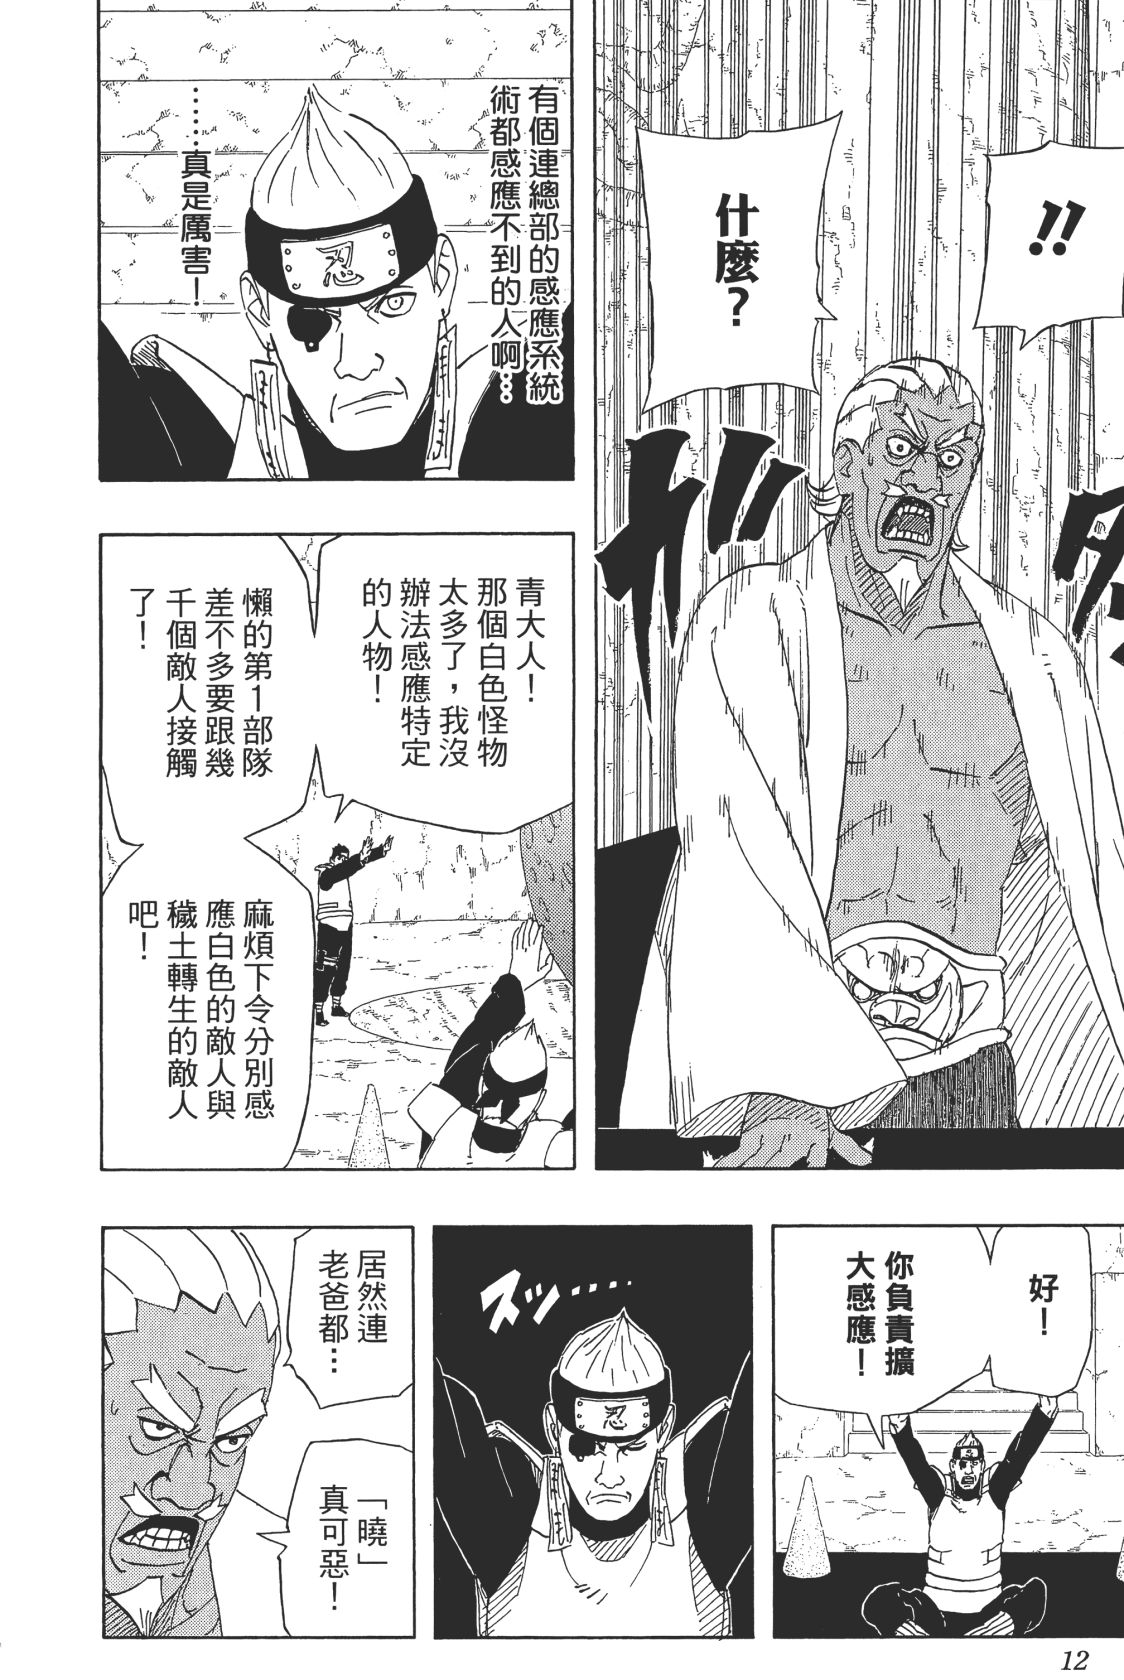 !!
什麼？
ガタッ
有個連總部的感應系統
術都感應不到的人啊…
……真是厲害！
青大人！
那個白色怪物
太多了，我沒
辦法感應特定
的人物！
懶的第1部隊
差不多要跟幾
千個敵人接觸
了！
麻煩下令分別感
應白色的敵人與
穢土轉生的敵人
吧！
好！
你負責擴
大感應！
忍
忍
スッ……
居然連
老爸都…
「曉」
真可惡！
12